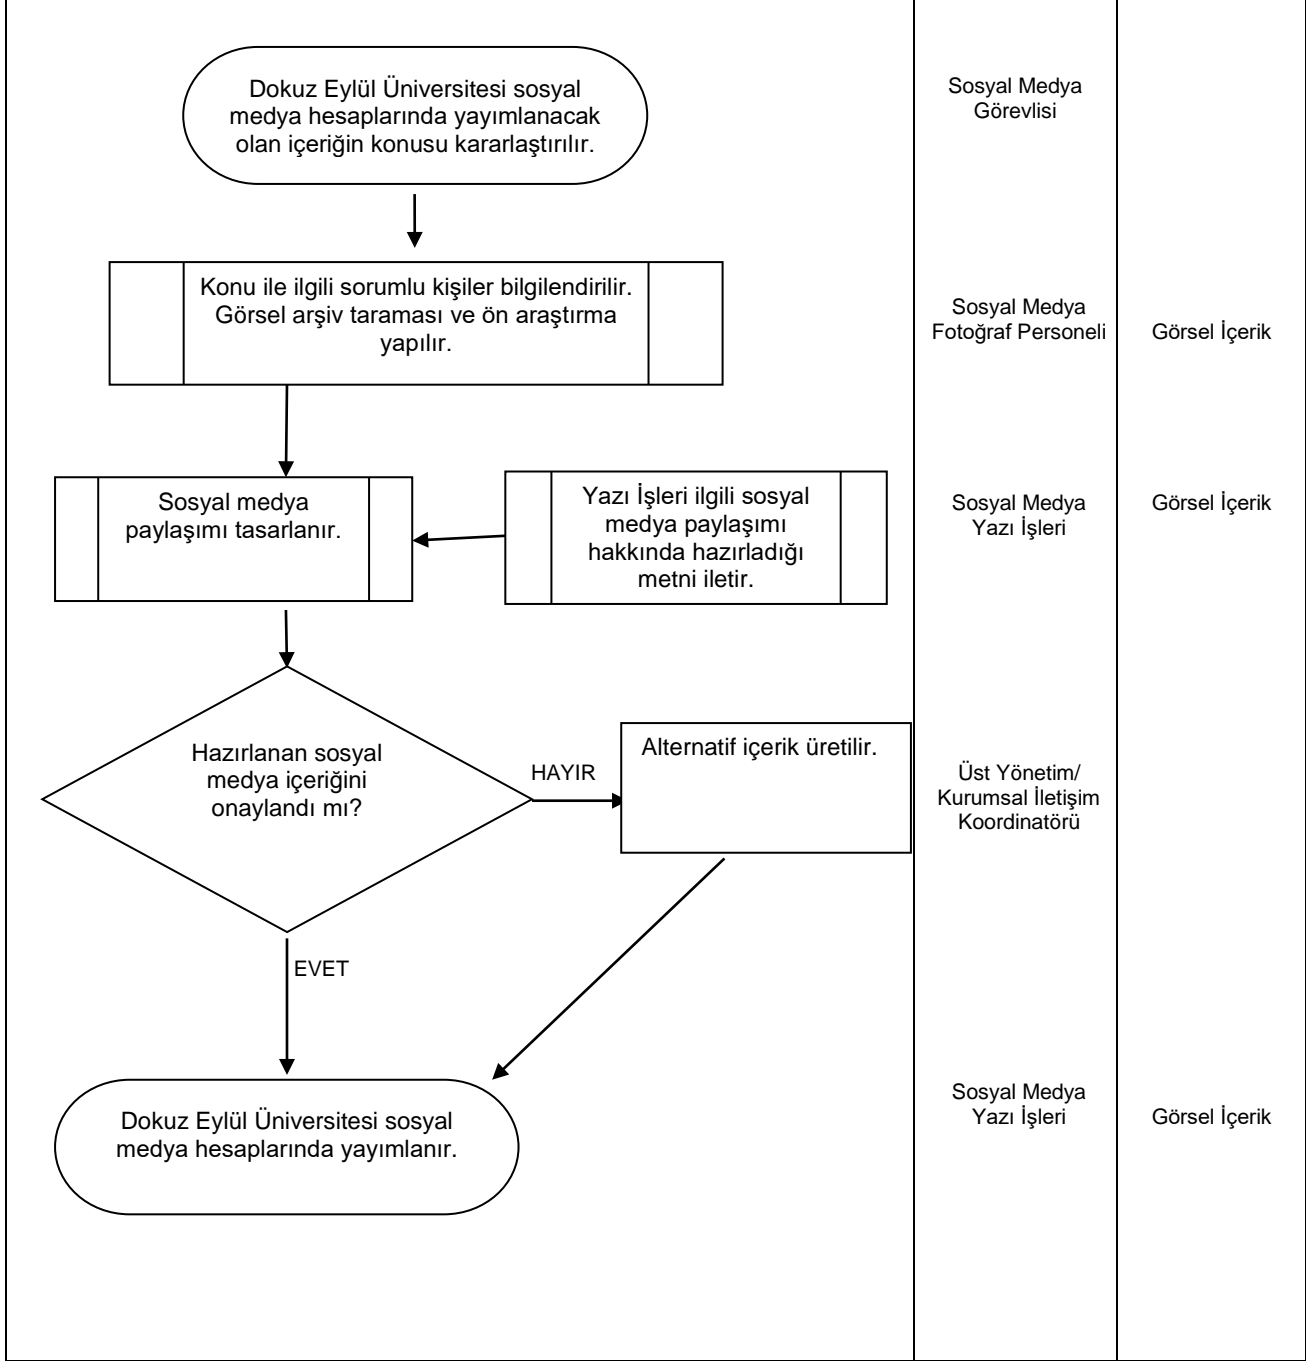 Dokuz Eylül Üniversitesi sosyal
medya hesaplarında yayımlanacak
olan içeriğin konusu kararlaştırılır.
Sosyal Medya
Görevlisi
Konu ile ilgili sorumlu kişiler bilgilendirilir.
Görsel arşiv taraması ve ön araştırma
yapılır.
Sosyal Medya
Fotoğraf Personeli
Görsel İçerik
Sosyal medya
paylaşımı tasarlanır.
Yazı İşleri ilgili sosyal
medya paylaşımı
hakkında hazırladığı
metni iletir.
Sosyal Medya
Yazı İşleri
Görsel İçerik
Hazırlanan sosyal
medya içeriğini
onaylandı mı?
HAYIR
Alternatif içerik üretilir.
Üst Yönetim/
Kurumsal İletişim
Koordinatörü
EVET
Dokuz Eylül Üniversitesi sosyal
medya hesaplarında yayımlanır.
Sosyal Medya
Yazı İşleri
Görsel İçerik